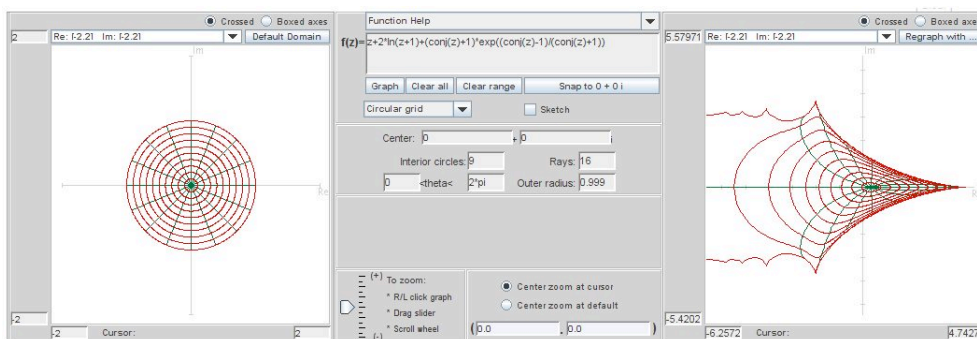 Crossed Boxed axes
2 Re: [-2.21 Im: [-2.21 Default Domain
Im
Re
-2
-2 Cursor: 2
Function Help
f(z)= z+2*ln(z+1)+(conj(z)+1)*exp((conj(z)-1)/(conj(z)+1))
Graph Clear all Clear range Snap to 0 + 0 i
Circular grid Sketch
Center: 0 + 0 i
Interior circles: 9 Rays: 16
0 <theta< 2*pi Outer radius: 0.999
(+) To zoom:
* R/L click graph
* Drag slider
* Scroll wheel
(-)
Center zoom at cursor
Center zoom at default
( 0.0 , 0.0 )
Crossed Boxed axes
5.57971 Re: [-2.21 Im: [-2.21 Regraph with ...
Im
-5.4202
-6.2572 Cursor: 4.7427